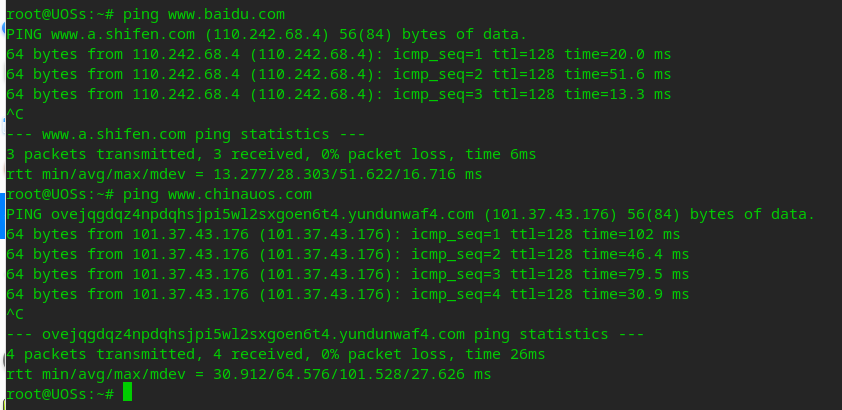 root@UOSs:~# ping www.baidu.com
PING www.a.shifen.com (110.242.68.4) 56(84) bytes of data.
64 bytes from 110.242.68.4 (110.242.68.4): icmp_seq=1 ttl=128 time=20.0 ms
64 bytes from 110.242.68.4 (110.242.68.4): icmp_seq=2 ttl=128 time=51.6 ms
64 bytes from 110.242.68.4 (110.242.68.4): icmp_seq=3 ttl=128 time=13.3 ms
^C
--- www.a.shifen.com ping statistics ---
3 packets transmitted, 3 received, 0% packet loss, time 6ms
rtt min/avg/max/mdev = 13.277/28.303/51.622/16.716 ms
root@UOSs:~# ping www.chinauos.com
PING ovejqgdqz4npdqhsjpi5wl2sxgoen6t4.yundunwaf4.com (101.37.43.176) 56(84) bytes of data.
64 bytes from 101.37.43.176 (101.37.43.176): icmp_seq=1 ttl=128 time=102 ms
64 bytes from 101.37.43.176 (101.37.43.176): icmp_seq=2 ttl=128 time=46.4 ms
64 bytes from 101.37.43.176 (101.37.43.176): icmp_seq=3 ttl=128 time=79.5 ms
64 bytes from 101.37.43.176 (101.37.43.176): icmp_seq=4 ttl=128 time=30.9 ms
^C
--- ovejqgdqz4npdqhsjpi5wl2sxgoen6t4.yundunwaf4.com ping statistics ---
4 packets transmitted, 4 received, 0% packet loss, time 26ms
rtt min/avg/max/mdev = 30.912/64.576/101.528/27.626 ms
root@UOSs:~#